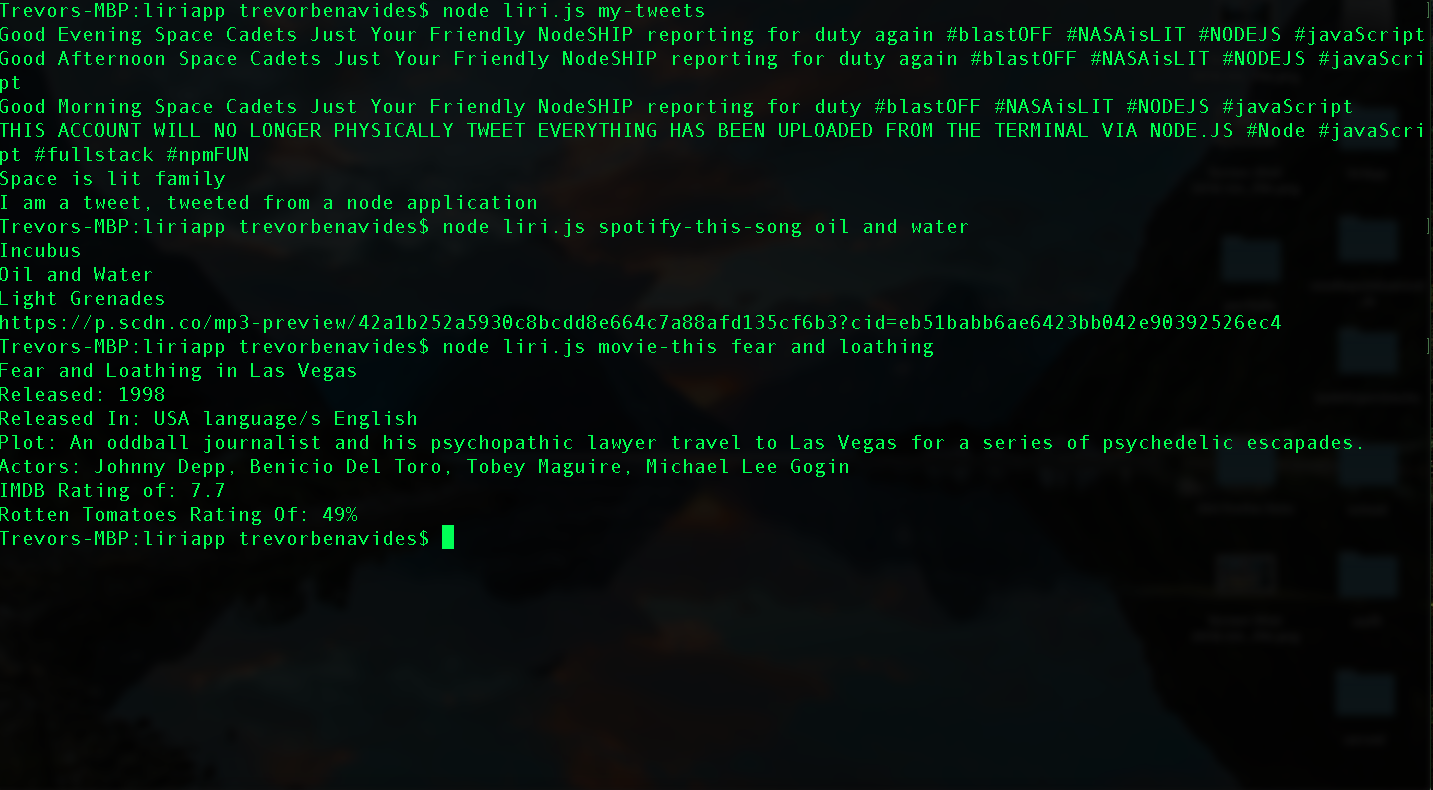 Trevors-MBP:liriapp trevorbenavides$ node liri.js my-tweets
Good Evening Space Cadets Just Your Friendly NodeSHIP reporting for duty again #blastOFF #NASAisLIT #NODEJS #javaScript
Good Afternoon Space Cadets Just Your Friendly NodeSHIP reporting for duty again #blastOFF #NASAisLIT #NODEJS #javaScri
pt
Good Morning Space Cadets Just Your Friendly NodeSHIP reporting for duty #blastOFF #NASAisLIT #NODEJS #javaScript
THIS ACCOUNT WILL NO LONGER PHYSICALLY TWEET EVERYTHING HAS BEEN UPLOADED FROM THE TERMINAL VIA NODE.JS #Node #javaScri
pt #fullstack #npmFUN
Space is lit family
I am a tweet, tweeted from a node application
Trevors-MBP:liriapp trevorbenavides$ node liri.js spotify-this-song oil and water
Incubus
Oil and Water
Light Grenades
https://p.scdn.co/mp3-preview/42a1b252a5930c8bcdd8e664c7a88afd135cf6b3?cid=eb51babb6ae6423bb042e90392526ec4
Trevors-MBP:liriapp trevorbenavides$ node liri.js movie-this fear and loathing
Fear and Loathing in Las Vegas
Released: 1998
Released In: USA language/s English
Plot: An oddball journalist and his psychopathic lawyer travel to Las Vegas for a series of psychedelic escapades.
Actors: Johnny Depp, Benicio Del Toro, Tobey Maguire, Michael Lee Gogin
IMDB Rating of: 7.7
Rotten Tomatoes Rating Of: 49%
Trevors-MBP:liriapp trevorbenavides$